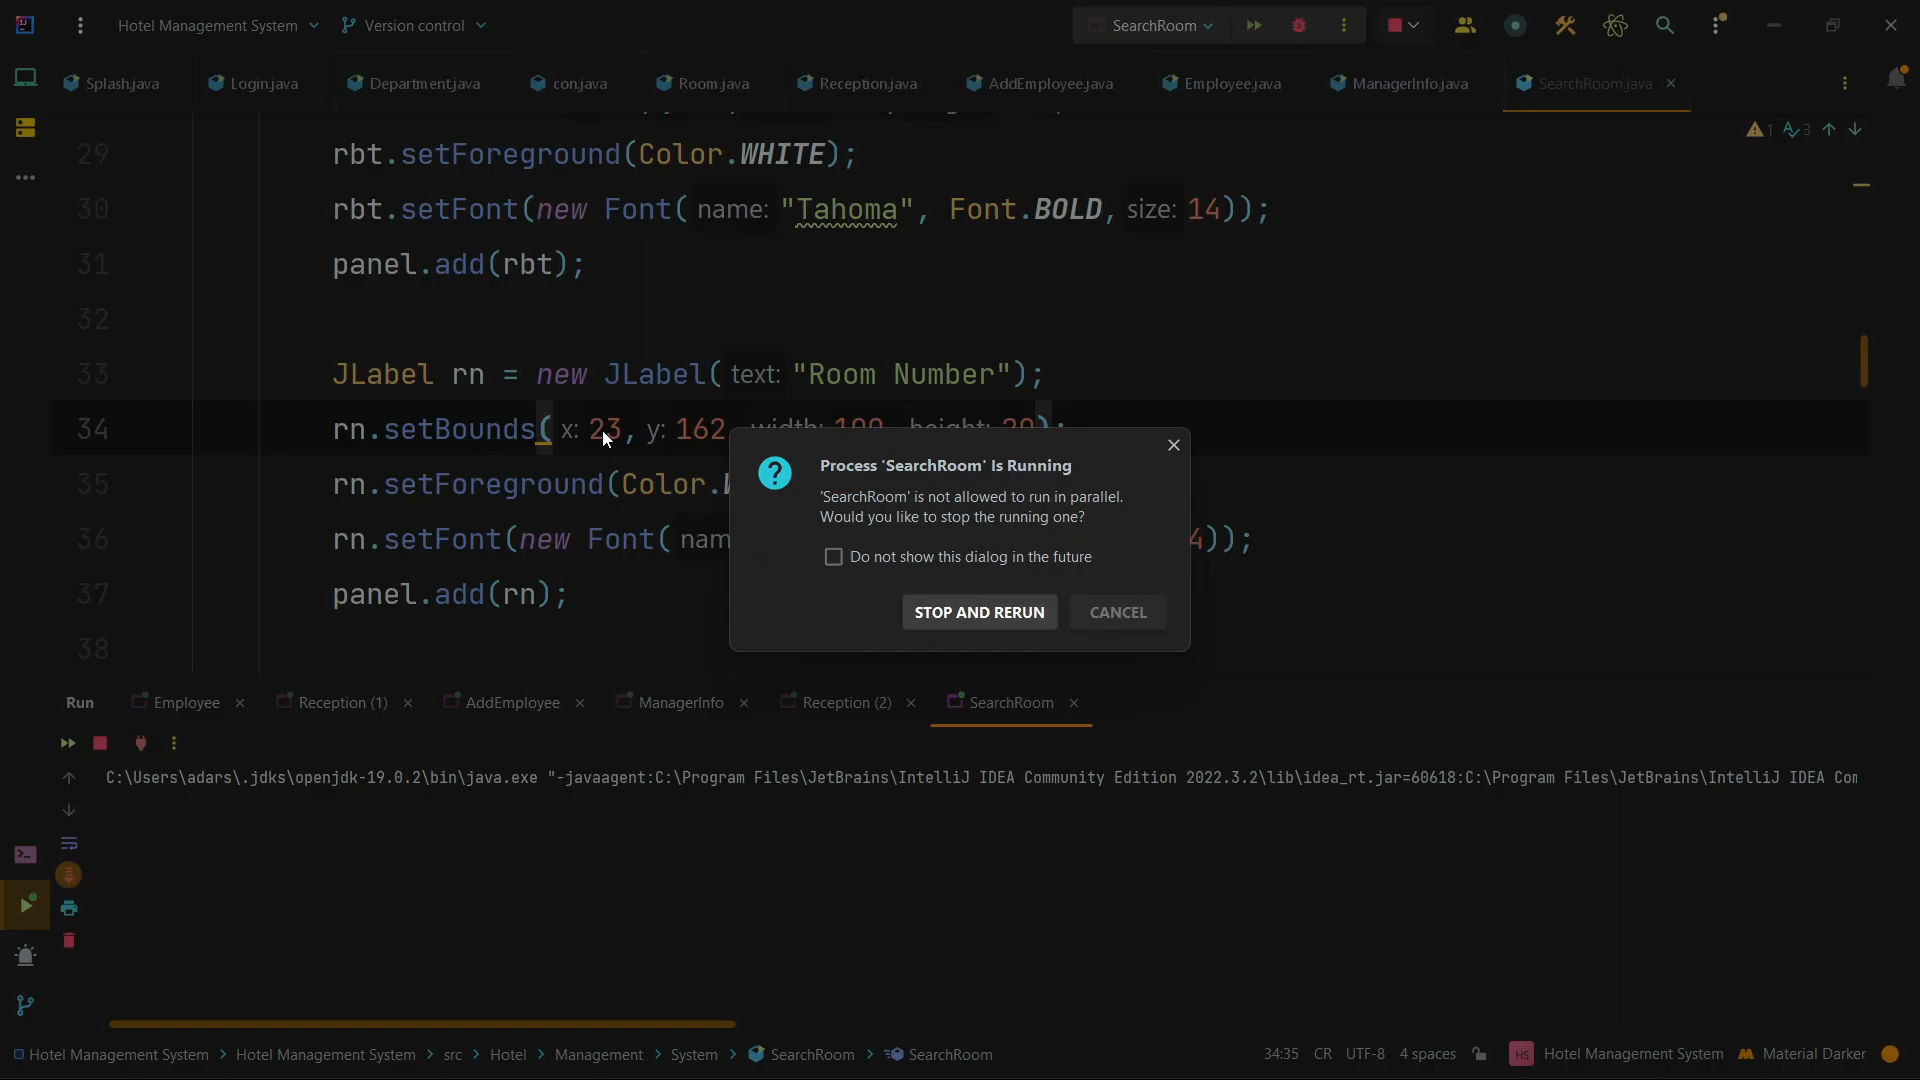 Hotel Management System
Version control
SearchRoom
Splash.java
Login.java
Department.java
con.java
Room.java
Reception.java
AddEmployee.java
Employee.java
ManagerInfo.java
SearchRoom.java
1 3
29 rbt.setForeground(Color.WHITE);
30 rbt.setFont(new Font( name: "Tahoma", Font.BOLD, size: 14));
31 panel.add(rbt);
32
33 JLabel rn = new JLabel( text: "Room Number");
34 rn.setBounds( x: 23, y: 162, width: 100, height: 20);
35 rn.setForeground(Color.
36 rn.setFont(new Font( nam 4));
37 panel.add(rn);
38
Process 'SearchRoom' Is Running
'SearchRoom' is not allowed to run in parallel.
Would you like to stop the running one?
Do not show this dialog in the future
STOP AND RERUN
CANCEL
Run
Employee
Reception (1)
AddEmployee
ManagerInfo
Reception (2)
SearchRoom
C:\Users\adars\.jdks\openjdk-19.0.2\bin\java.exe "-javaagent:C:\Program Files\JetBrains\IntelliJ IDEA Community Edition 2022.3.2\lib\idea_rt.jar=60618:C:\Program Files\JetBrains\IntelliJ IDEA Com
Hotel Management System > Hotel Management System > src > Hotel > Management > System > SearchRoom > SearchRoom
34:35 CR UTF-8 4 spaces HS Hotel Management System Material Darker